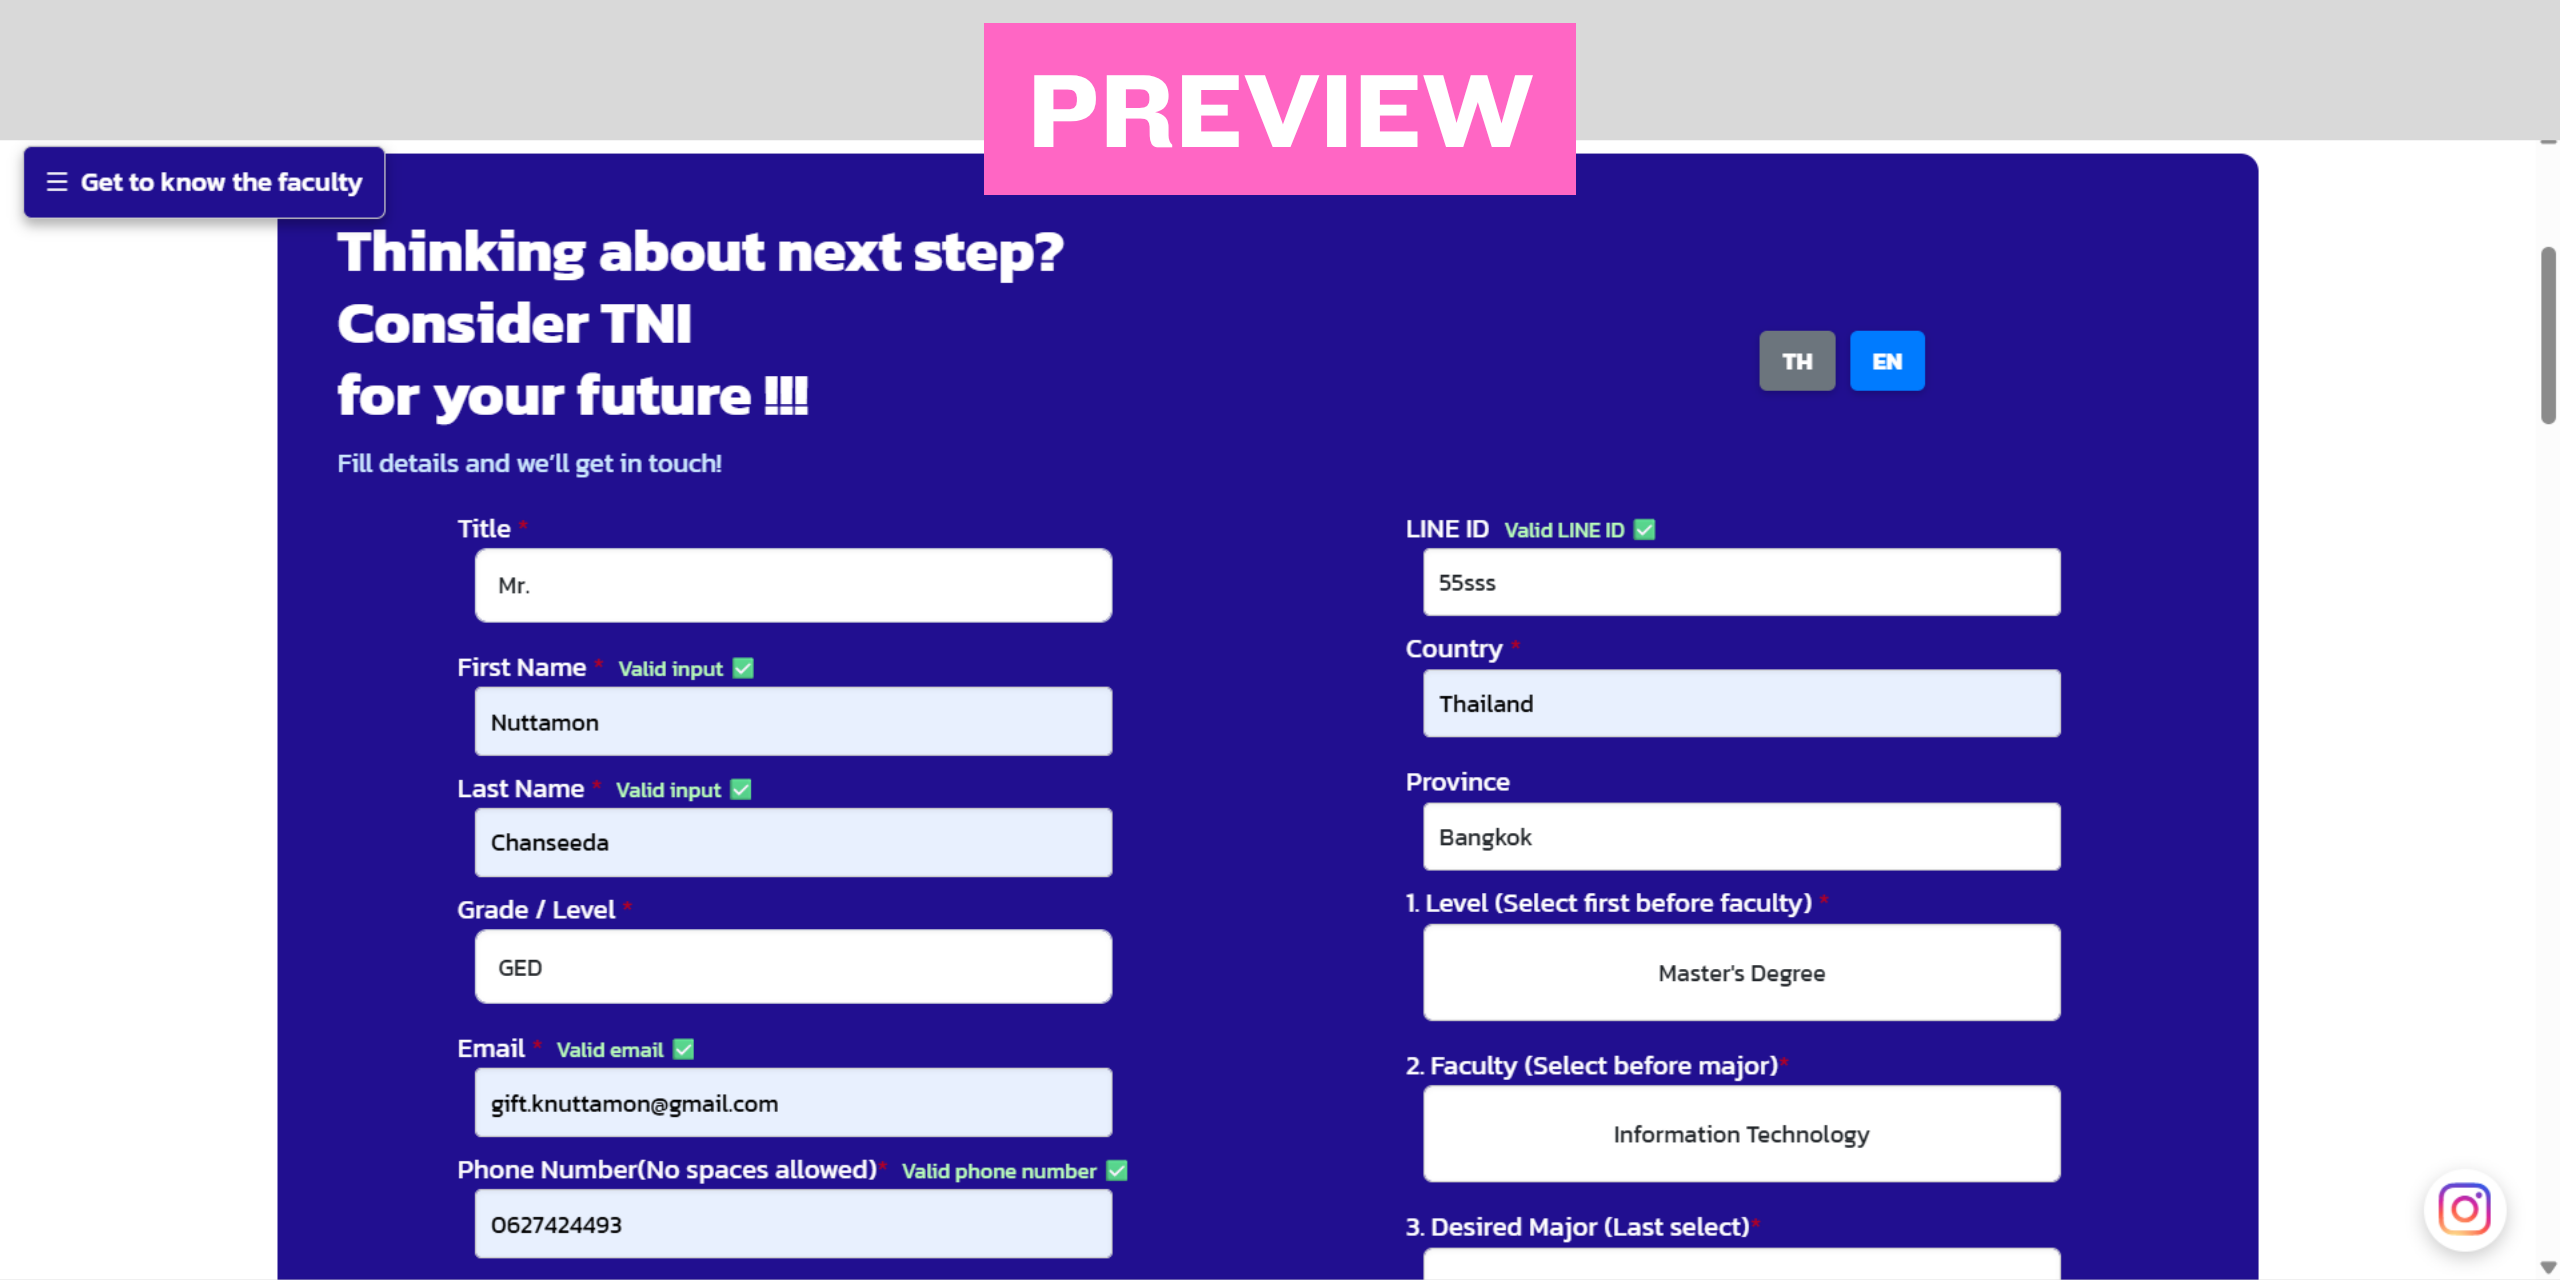 PREVIEW
☰ Get to know the faculty
Thinking about next step?
Consider TNI
for your future !!!
Fill details and we’ll get in touch!
TH
EN
Title *
Mr.
First Name * Valid input ✅
Nuttamon
Last Name * Valid input ✅
Chanseeda
Grade / Level *
GED
Email * Valid email ✅
gift.knuttamon@gmail.com
Phone Number(No spaces allowed)* Valid phone number ✅
0627424493
LINE ID Valid LINE ID ✅
55sss
Country *
Thailand
Province
Bangkok
1. Level (Select first before faculty) *
Master's Degree
2. Faculty (Select before major)*
Information Technology
3. Desired Major (Last select)*